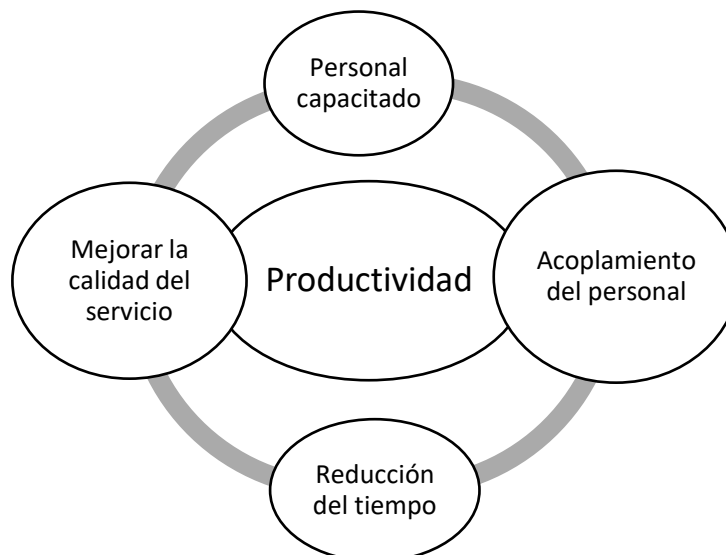 Personal
capacitado
Mejorar la
calidad del
servicio
Productividad
Acoplamiento
del personal
Reducción
del tiempo